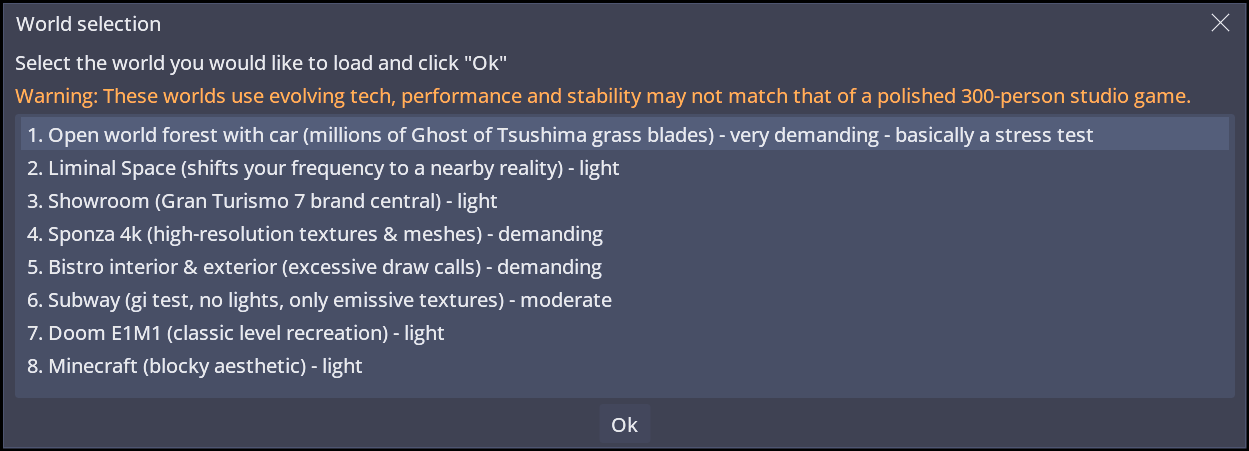 World selection
Select the world you would like to load and click "Ok"
Warning: These worlds use evolving tech, performance and stability may not match that of a polished 300-person studio game.
1. Open world forest with car (millions of Ghost of Tsushima grass blades) - very demanding - basically a stress test
2. Liminal Space (shifts your frequency to a nearby reality) - light
3. Showroom (Gran Turismo 7 brand central) - light
4. Sponza 4k (high-resolution textures & meshes) - demanding
5. Bistro interior & exterior (excessive draw calls) - demanding
6. Subway (gi test, no lights, only emissive textures) - moderate
7. Doom E1M1 (classic level recreation) - light
8. Minecraft (blocky aesthetic) - light
Ok